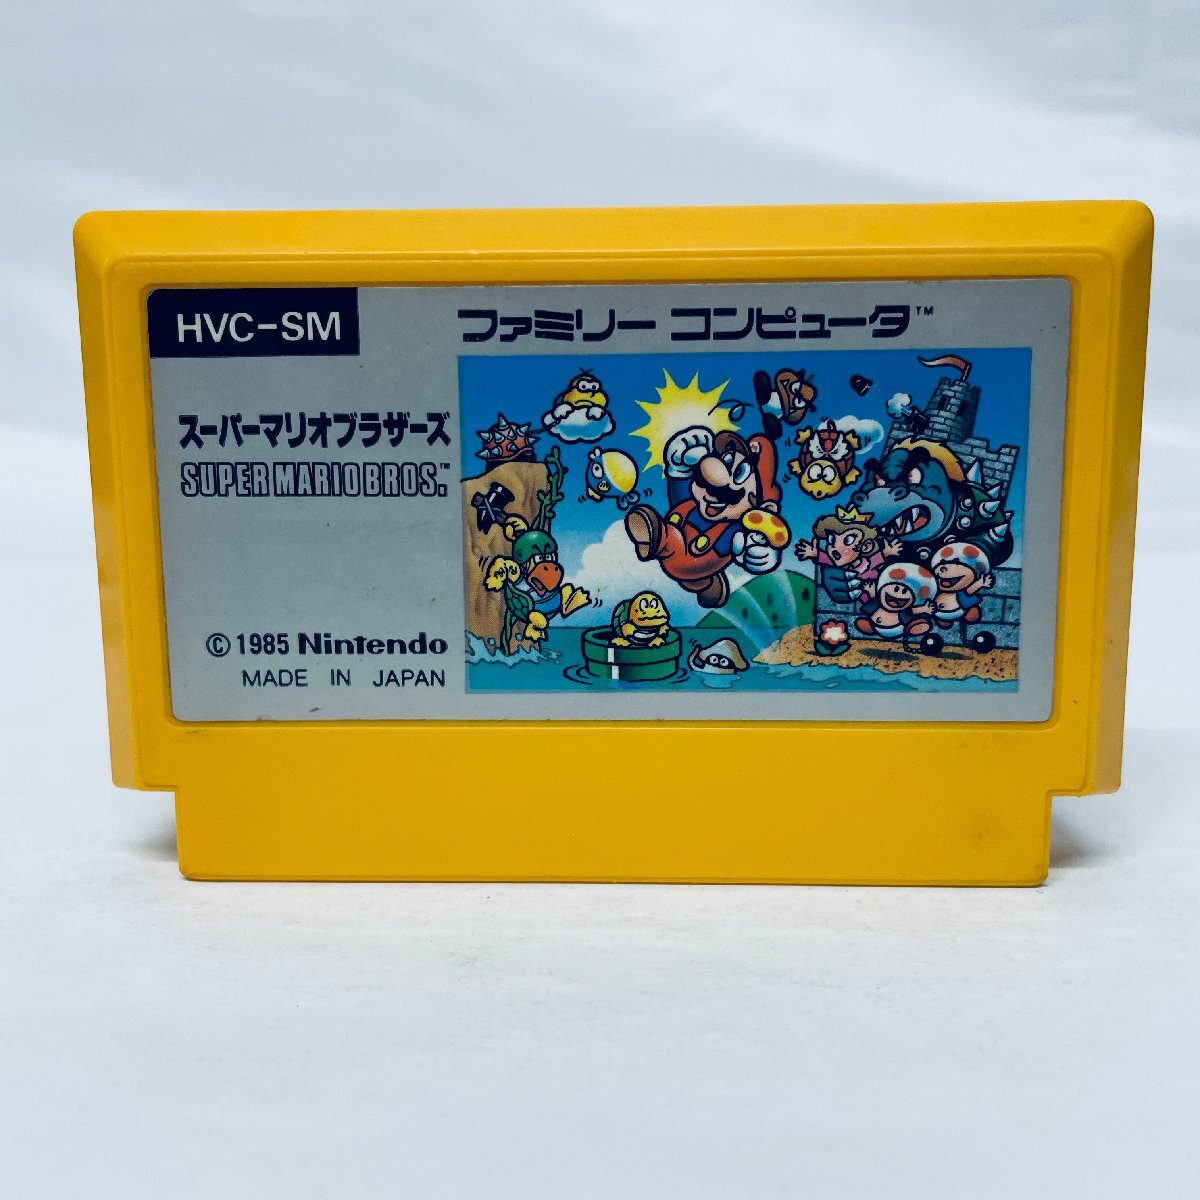 HVC-SM
ファミリー コンピュータ™
スーパーマリオブラザーズ
SUPER MARIO BROS.™
© 1985 Nintendo
MADE IN JAPAN